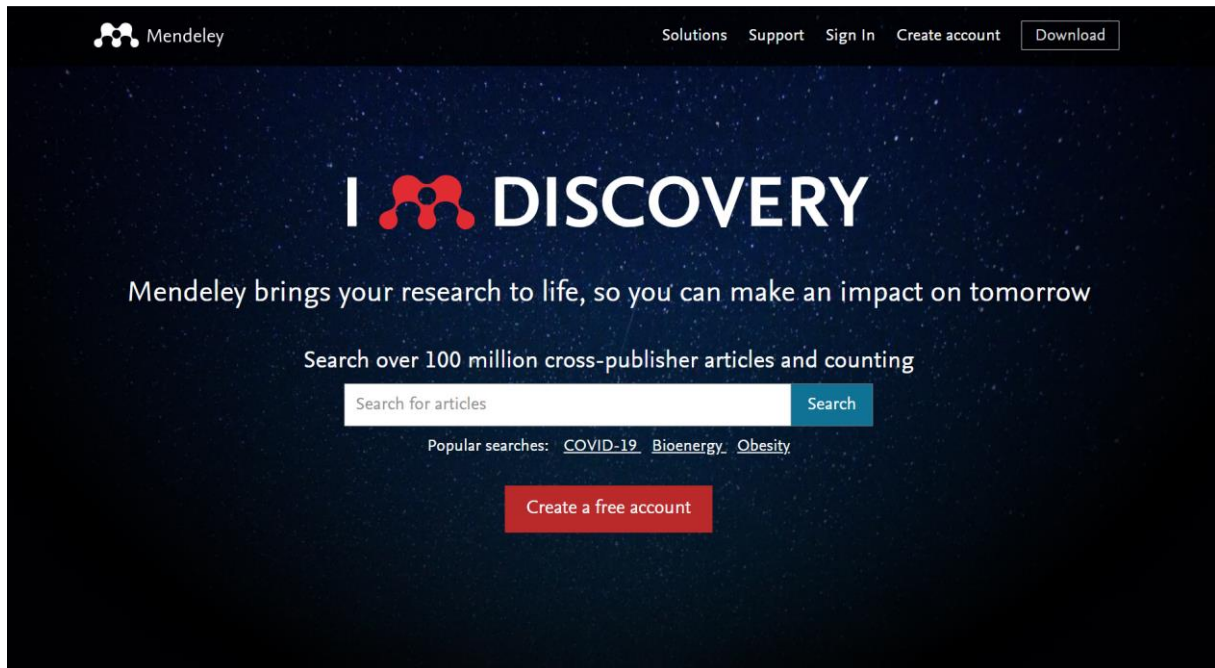 Mendeley
Solutions Support Sign In Create account Download
I DISCOVERY
Mendeley brings your research to life, so you can make an impact on tomorrow
Search over 100 million cross-publisher articles and counting
Search for articles Search
Popular searches: COVID-19 Bioenergy Obesity
Create a free account